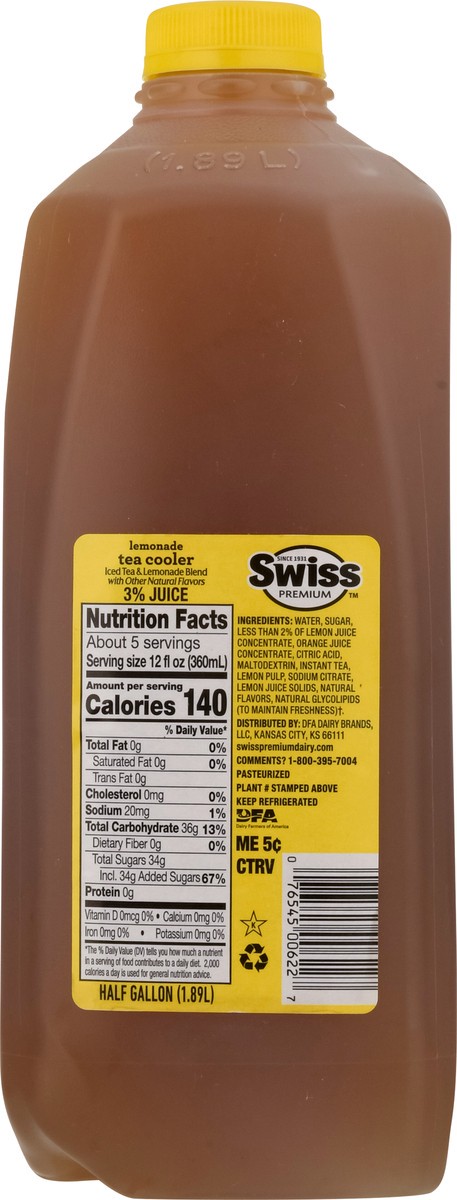 (1.89 L)
lemonade
tea cooler
Iced Tea & Lemonade Blend
with Other Natural Flavors
3% JUICE
Nutrition Facts
About 5 servings
Serving size 12 fl oz (360mL)
Amount per serving
Calories 140
% Daily Value*
Total Fat 0g 0%
Saturated Fat 0g 0%
Trans Fat 0g
Cholesterol 0mg 0%
Sodium 20mg 1%
Total Carbohydrate 36g 13%
Dietary Fiber 0g 0%
Total Sugars 34g
Incl. 34g Added Sugars 67%
Protein 0g
Vitamin D 0mcg 0% • Calcium 0mg 0%
Iron 0mg 0% • Potassium 0mg 0%
*The % Daily Value (DV) tells you how much a nutrient
in a serving of food contributes to a daily diet. 2,000
calories a day is used for general nutrition advice.
HALF GALLON (1.89L)
SINCE 1931
Swiss
PREMIUM TM
INGREDIENTS: WATER, SUGAR,
LESS THAN 2% OF LEMON JUICE
CONCENTRATE, ORANGE JUICE
CONCENTRATE, CITRIC ACID,
MALTODEXTRIN, INSTANT TEA,
LEMON PULP, SODIUM CITRATE,
LEMON JUICE SOLIDS, NATURAL
FLAVORS, NATURAL GLYCOLIPIDS
(TO MAINTAIN FRESHNESS)†.
DISTRIBUTED BY: DFA DAIRY BRANDS,
LLC, KANSAS CITY, KS 66111
swisspremiumdairy.com
COMMENTS? 1-800-395-7004
PASTEURIZED
PLANT # STAMPED ABOVE
KEEP REFRIGERATED
DFA
Dairy Farmers of America
ME 5¢
CTRV
K
0 76545 00622 7